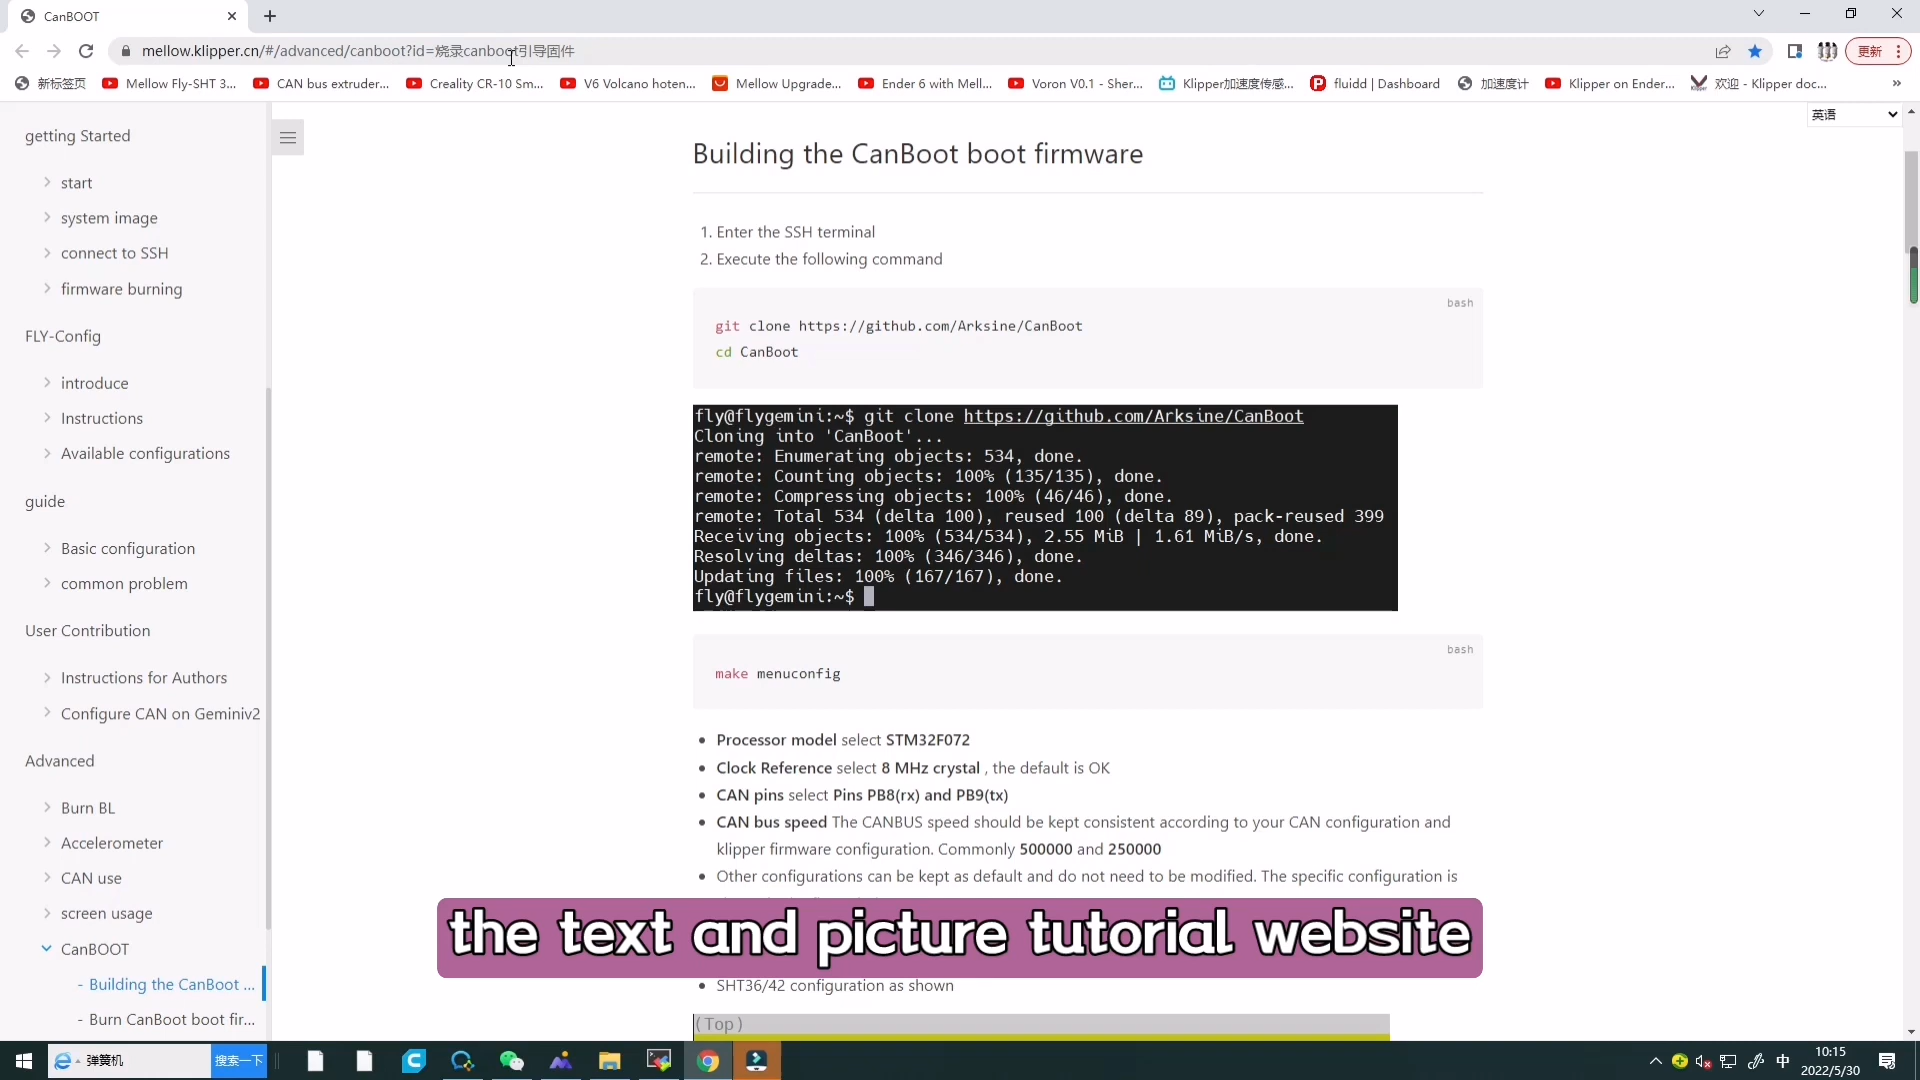 CanBOOT
mellow.klipper.cn/#/advanced/canboot?id=烧录canboot引导固件
更新
新标签页
Mellow Fly-SHT 3...
CAN bus extruder...
Creality CR-10 Sm...
V6 Volcano hoten...
Mellow Upgrade...
Ender 6 with Mell...
Voron V0.1 - Sher...
Klipper加速度传感...
fluidd | Dashboard
加速度计
Klipper on Ender...
欢迎 - Klipper doc...
»
英语
getting Started
start
system image
connect to SSH
firmware burning
FLY-Config
introduce
Instructions
Available configurations
guide
Basic configuration
common problem
User Contribution
Instructions for Authors
Configure CAN on Geminiv2
Advanced
Burn BL
Accelerometer
CAN use
screen usage
CanBOOT
- Building the CanBoot ...
- Burn CanBoot boot fir...
Building the CanBoot boot firmware
1. Enter the SSH terminal
2. Execute the following command
bash
git clone https://github.com/Arksine/CanBoot
cd CanBoot
fly@flygemini:~$ git clone https://github.com/Arksine/CanBoot
Cloning into 'CanBoot'...
remote: Enumerating objects: 534, done.
remote: Counting objects: 100% (135/135), done.
remote: Compressing objects: 100% (46/46), done.
remote: Total 534 (delta 100), reused 100 (delta 89), pack-reused 399
Receiving objects: 100% (534/534), 2.55 MiB | 1.61 MiB/s, done.
Resolving deltas: 100% (346/346), done.
Updating files: 100% (167/167), done.
fly@flygemini:~$
bash
make menuconfig
• Processor model select STM32F072
• Clock Reference select 8 MHz crystal , the default is OK
• CAN pins select Pins PB8(rx) and PB9(tx)
• CAN bus speed The CANBUS speed should be kept consistent according to your CAN configuration and
klipper firmware configuration. Commonly 500000 and 250000
• Other configurations can be kept as default and do not need to be modified. The specific configuration is
the text and picture tutorial website
• SHT36/42 configuration as shown
(Top)
弹簧机
搜索一下
中
10:15
2022/5/30